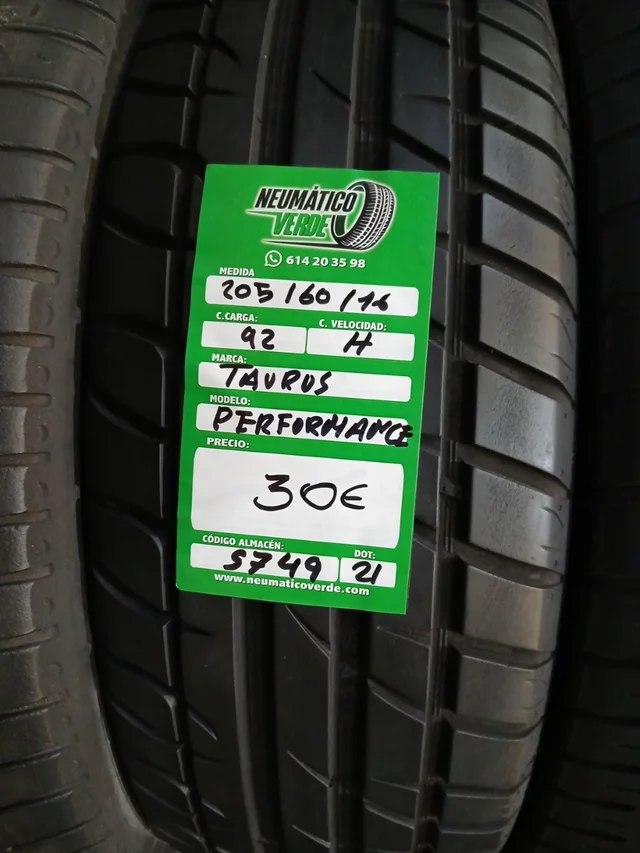 NEUMÁTICO
VERDE
614 20 35 98
MEDIDA
205/60/16
C.CARGA: C. VELOCIDAD:
92 H
MARCA:
TAURUS
MODELO:
PERFORMANCE
PRECIO:
30€
CÓDIGO ALMACÉN: DOT:
5749 21
www.neumaticoverde.com